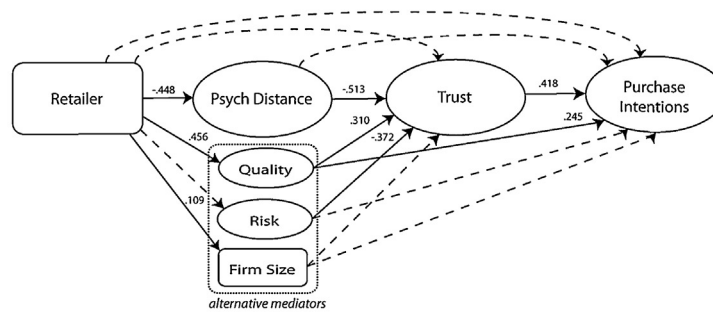 Retailer
-.448
Psych Distance
-.513
Trust
.418
Purchase
Intentions
.456
.310
-.372
.245
Quality
.109
Risk
Firm Size
alternative mediators